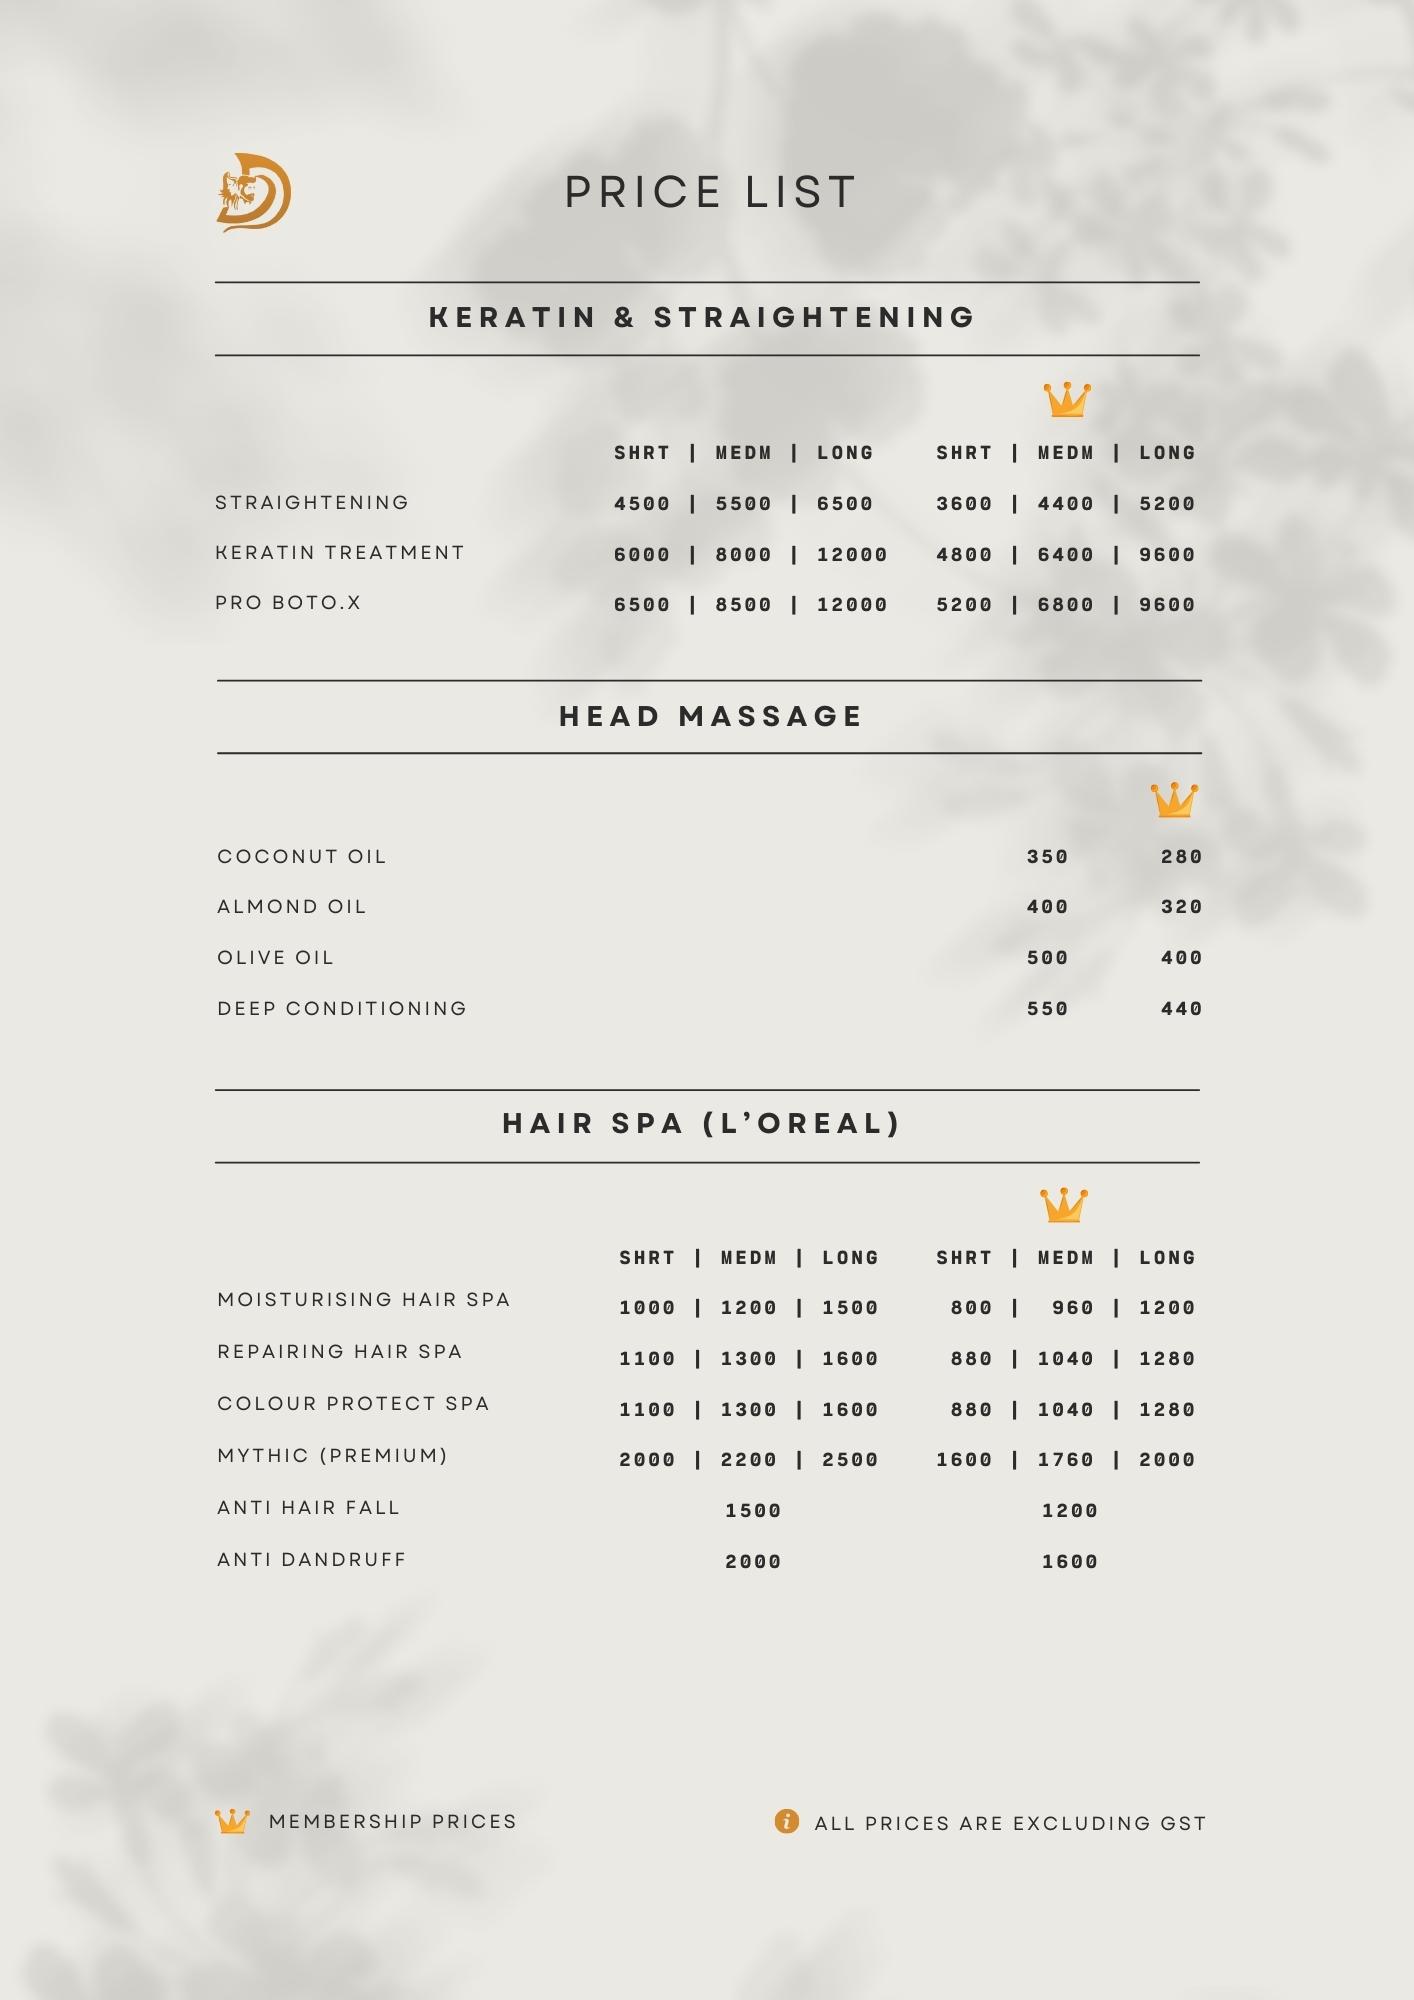 PRICE LIST
KERATIN & STRAIGHTENING
SHRT | MEDM | LONG SHRT | MEDM | LONG
STRAIGHTENING 4500 | 5500 | 6500 3600 | 4400 | 5200
KERATIN TREATMENT 6000 | 8000 | 12000 4800 | 6400 | 9600
PRO BOTO.X 6500 | 8500 | 12000 5200 | 6800 | 9600
HEAD MASSAGE
COCONUT OIL 350 280
ALMOND OIL 400 320
OLIVE OIL 500 400
DEEP CONDITIONING 550 440
HAIR SPA (L’OREAL)
SHRT | MEDM | LONG SHRT | MEDM | LONG
MOISTURISING HAIR SPA 1000 | 1200 | 1500 800 | 960 | 1200
REPAIRING HAIR SPA 1100 | 1300 | 1600 880 | 1040 | 1280
COLOUR PROTECT SPA 1100 | 1300 | 1600 880 | 1040 | 1280
MYTHIC (PREMIUM) 2000 | 2200 | 2500 1600 | 1760 | 2000
ANTI HAIR FALL 1500 1200
ANTI DANDRUFF 2000 1600
MEMBERSHIP PRICES
ALL PRICES ARE EXCLUDING GST